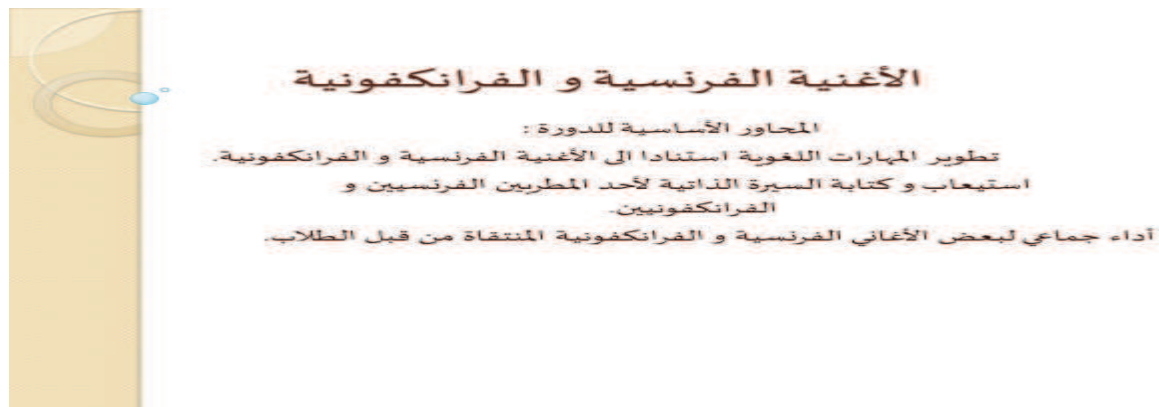 الأغنية الفرنسية و الفرانكفونية
المحاور الأساسية للدورة :
تطوير المهارات اللغوية استنادا الى الأغنية الفرنسية و الفرانكفونية.
استيعاب و كتابة السيرة الذاتية لأحد المطربين الفرنسيين و
الفرانكفونيين.
أداء جماعي لبعض الأغاني الفرنسية و الفرانكفونية المنتقاة من قبل الطلاب.